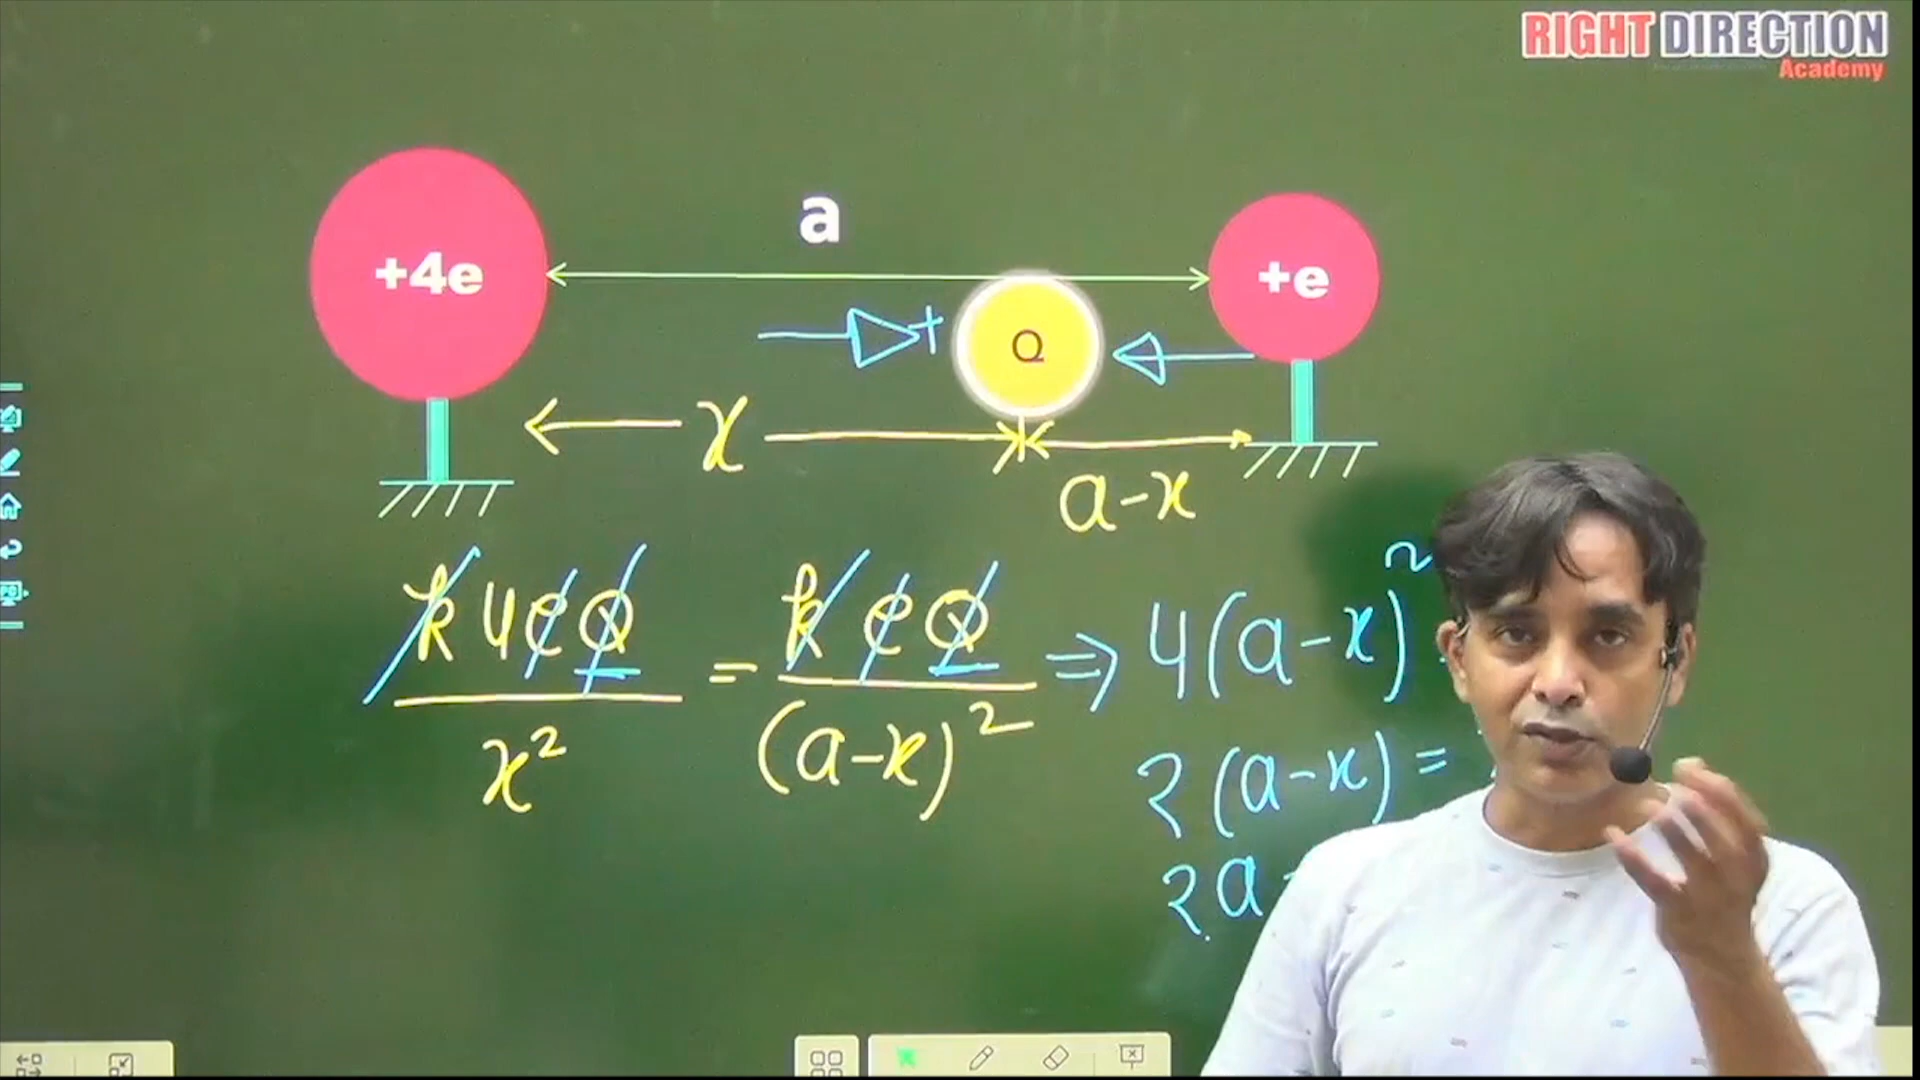 RIGHT DIRECTION
Academy
a
+4e
+e
+
Q
x
a-x
k4eQ/x² = keQ/(a-x)² ⇒ 4(a-x)²
2(a-x) =
2a